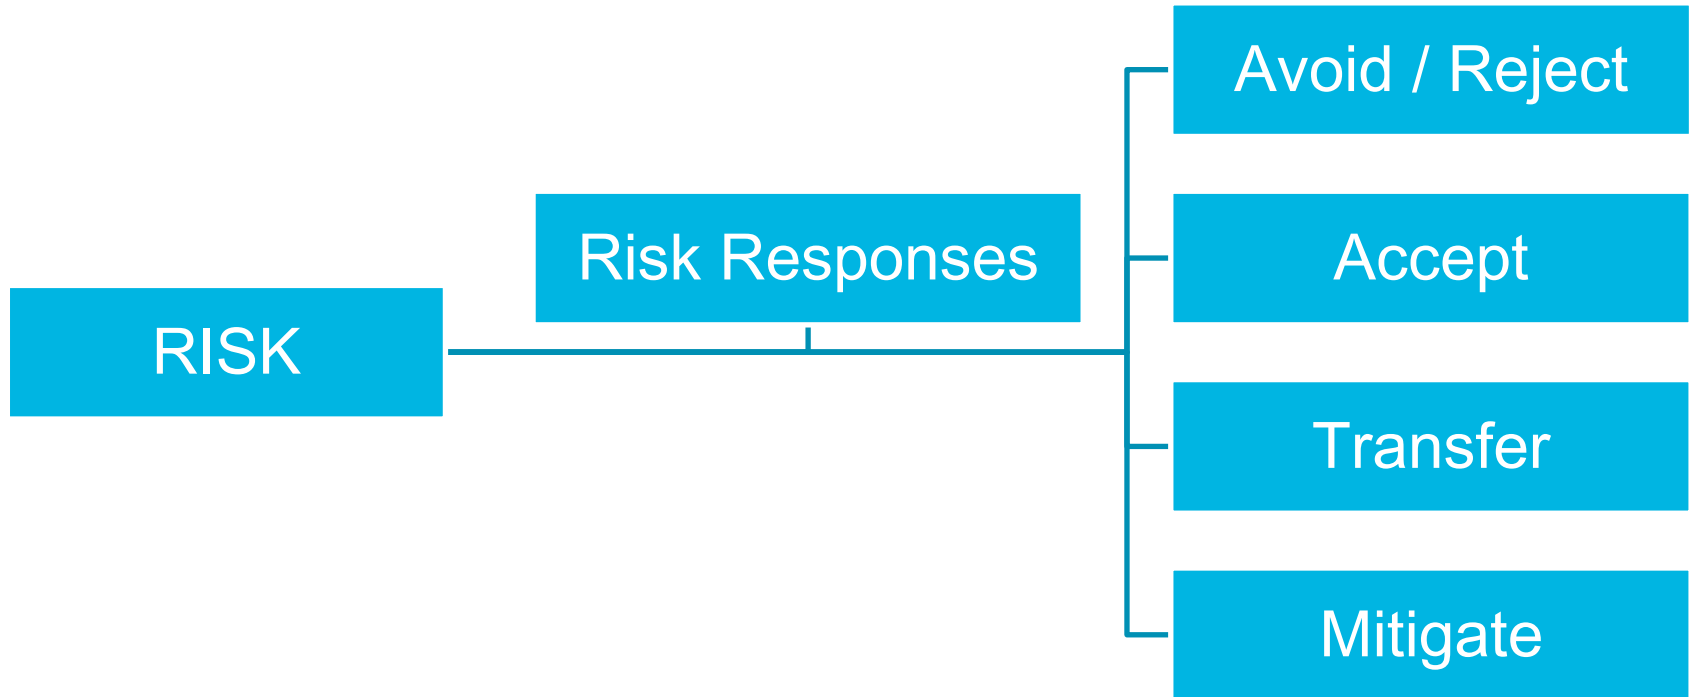 RISK
Risk Responses
Avoid / Reject
Accept
Transfer
Mitigate